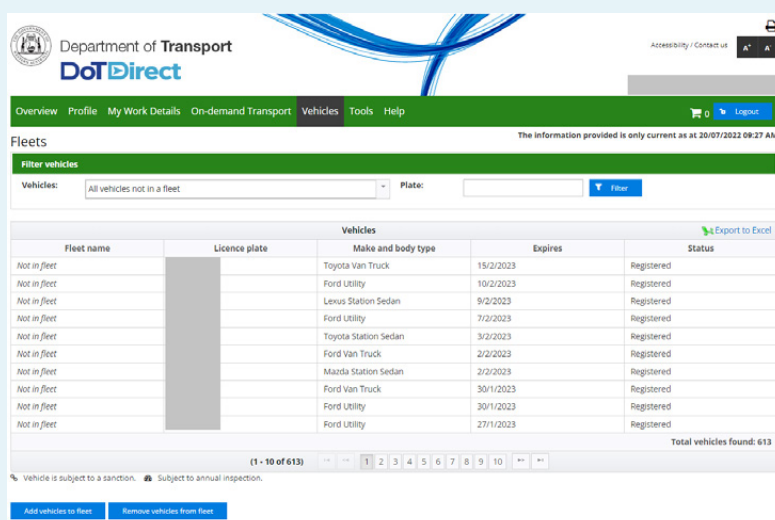 Department of Transport
DoTDirect
Accessibility / Contact us
A+ A-
Overview Profile My Work Details On-demand Transport Vehicles Tools Help
0 Logout
Fleets
The information provided is only current as at 20/07/2022 09:27 AM
Filter vehicles
Vehicles: All vehicles not in a fleet Plate: Filter
Vehicles Export to Excel
Fleet name Licence plate Make and body type Expires Status
Not in fleet Toyota Van Truck 15/2/2023 Registered
Not in fleet Ford Utility 10/2/2023 Registered
Not in fleet Lexus Station Sedan 9/2/2023 Registered
Not in fleet Ford Utility 7/2/2023 Registered
Not in fleet Toyota Station Sedan 3/2/2023 Registered
Not in fleet Ford Van Truck 2/2/2023 Registered
Not in fleet Mazda Station Sedan 2/2/2023 Registered
Not in fleet Ford Van Truck 30/1/2023 Registered
Not in fleet Ford Utility 30/1/2023 Registered
Not in fleet Ford Utility 27/1/2023 Registered
Total vehicles found: 613
(1 - 10 of 613) 1 2 3 4 5 6 7 8 9 10
Vehicle is subject to a sanction. Subject to annual inspection.
Add vehicles to fleet Remove vehicles from fleet